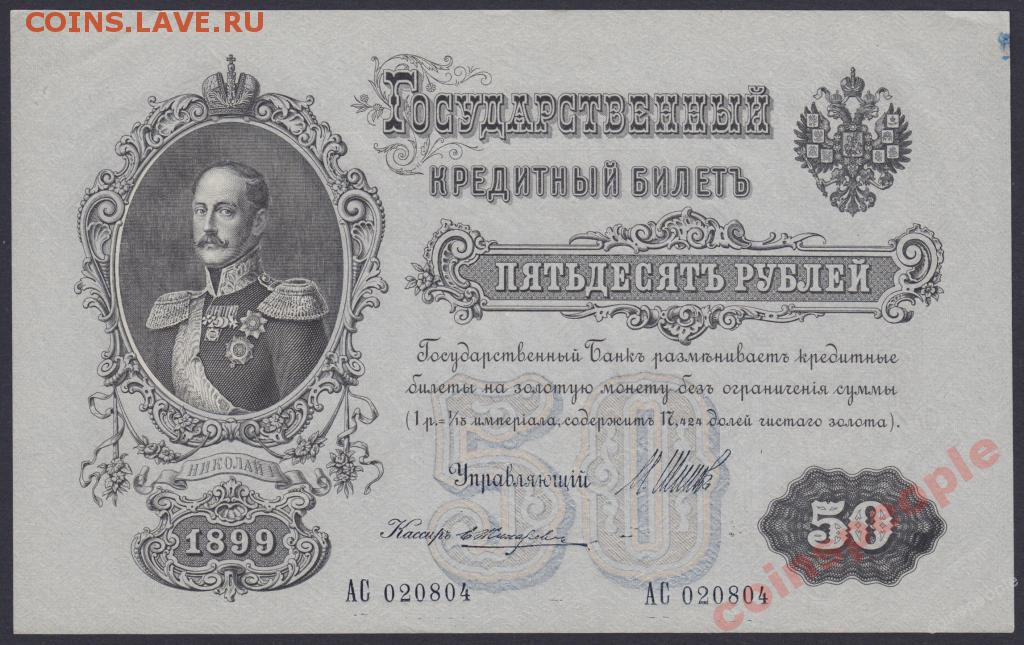 COINS.LAVE.RU
Государственный
кредитный билетъ
ПЯТЬДЕСЯТЪ РУБЛЕЙ
Государственный Банкъ размѣниваетъ кредитные
билеты на золотую монету безъ ограниченія суммы
(1 р.= 1/15 имперіала, содержитъ 17,424 долей чистаго золота).
НИКОЛАЙ I
1899
50
Управляющій
Кассиръ
50
АС 020804
АС 020804
coinspeople